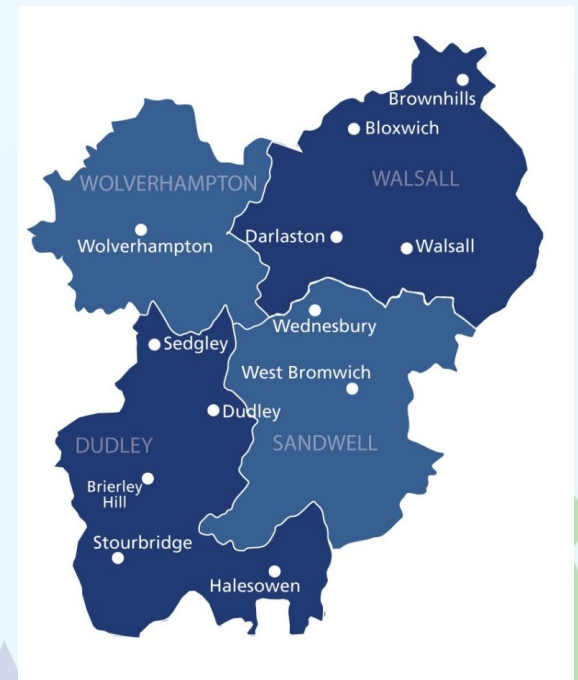 Brownhills
Bloxwich
WOLVERHAMPTON
WALSALL
Wolverhampton
Darlaston
Walsall
Wednesbury
Sedgley
West Bromwich
Dudley
DUDLEY
SANDWELL
Brierley
Hill
Stourbridge
Halesowen